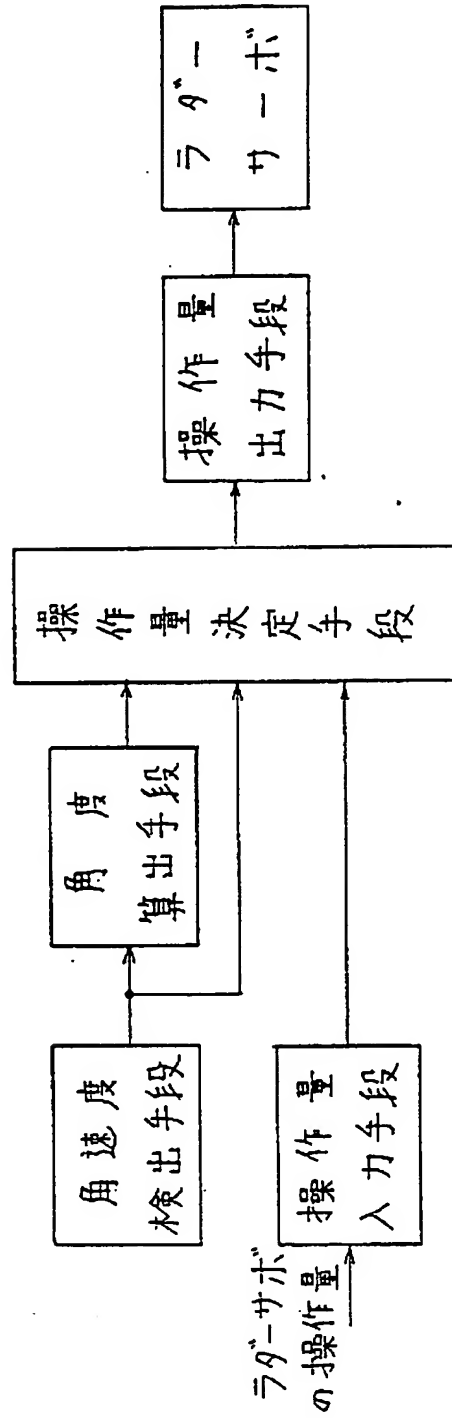 角速度
検出手段
角度
算出手段
ラダーサボ
の操作量
操作量
入力手段
操作量決定手段
操作量
出力手段
ラダー
サーボ